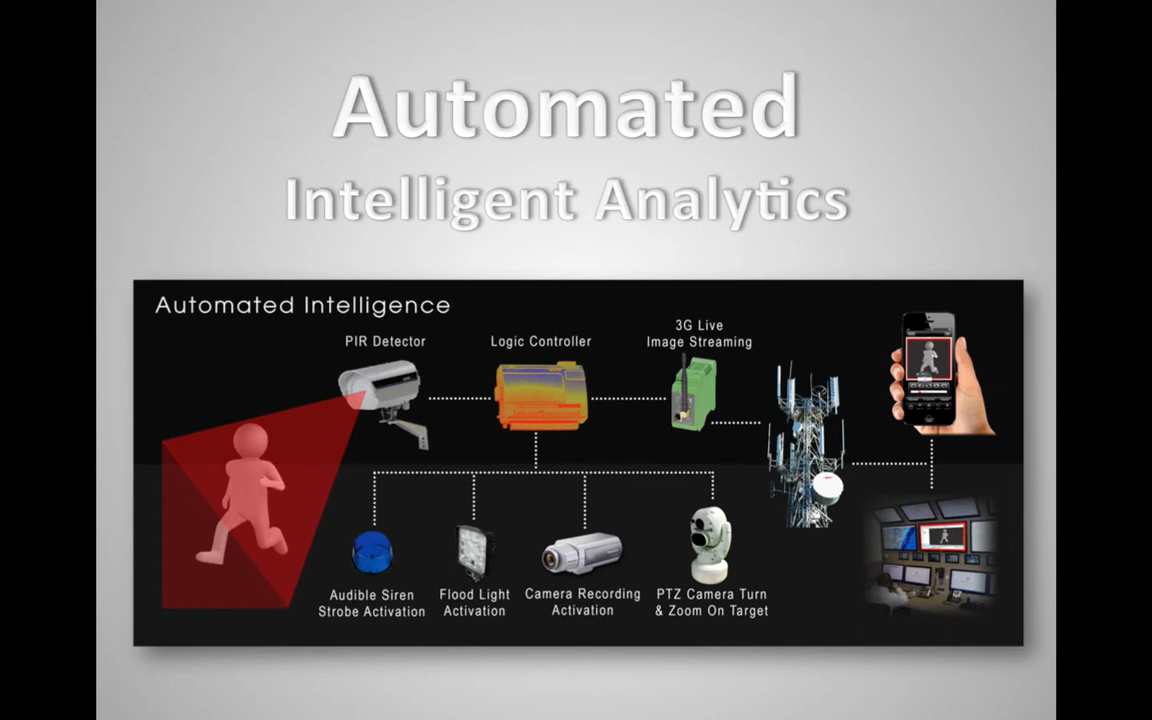 Automated
Intelligent Analytics
Automated Intelligence
PIR Detector
Logic Controller
3G Live
Image Streaming
Audible Siren
Strobe Activation
Flood Light
Activation
Camera Recording
Activation
PTZ Camera Turn
& Zoom On Target